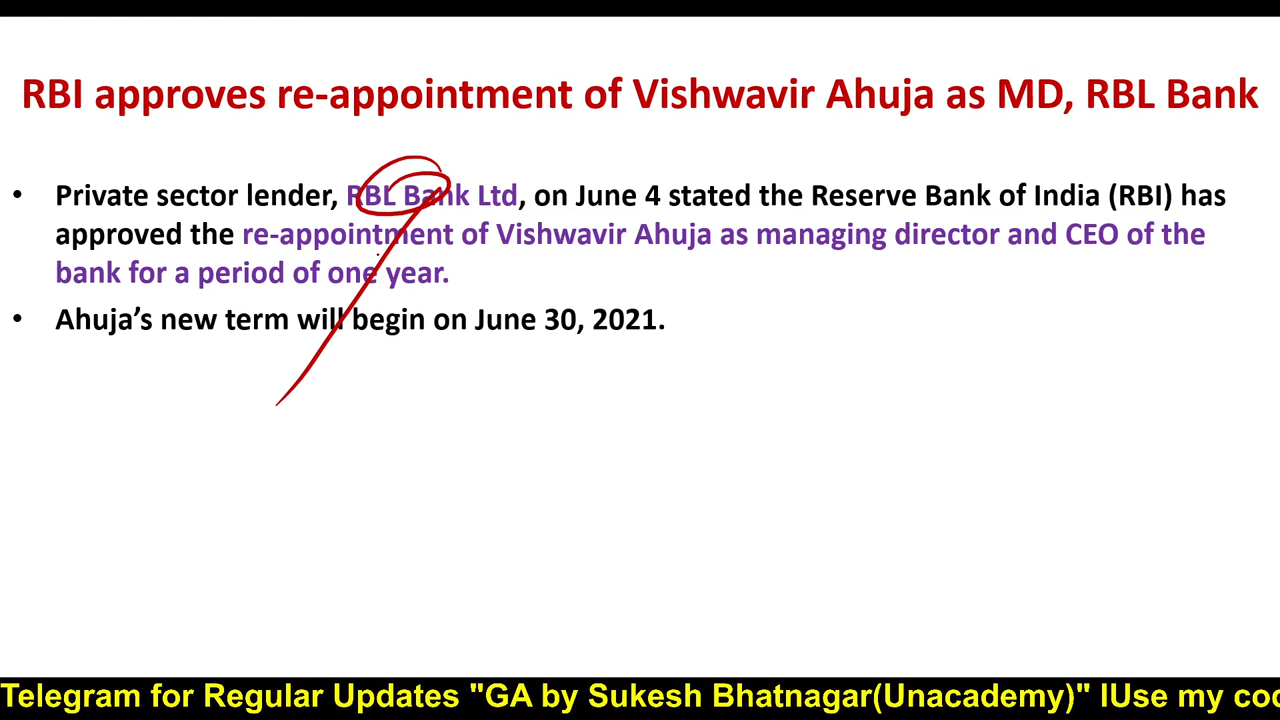 RBI approves re-appointment of Vishwavir Ahuja as MD, RBL Bank
• Private sector lender, RBL Bank Ltd, on June 4 stated the Reserve Bank of India (RBI) has
approved the re-appointment of Vishwavir Ahuja as managing director and CEO of the
bank for a period of one year.
• Ahuja’s new term will begin on June 30, 2021.
Telegram for Regular Updates "GA by Sukesh Bhatnagar(Unacademy)" IUse my cod